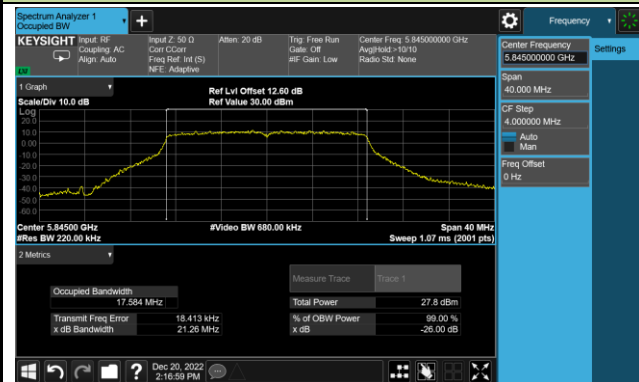 Spectrum Analyzer 1
Occupied BW
+
Frequency
KEYSIGHT
Input: RF
Coupling: AC
Align: Auto
Input Z: 50 Ω
Corr CCorr
Freq Ref: Int (S)
NFE: Adaptive
Atten: 20 dB
Trig: Free Run
Gate: Off
#IF Gain: Low
Center Freq: 5.845000000 GHz
Avg|Hold:>10/10
Radio Std: None
LXI
1 Graph
Scale/Div 10.0 dB
Ref Lvl Offset 12.60 dB
Ref Value 30.00 dBm
Log
20.0
10.0
0.00
-10.0
-20.0
-30.0
-40.0
-50.0
-60.0
Center 5.84500 GHz
#Res BW 220.00 kHz
#Video BW 680.00 kHz
Span 40 MHz
Sweep 1.07 ms (2001 pts)
2 Metrics
Measure Trace
Trace 1
Occupied Bandwidth
17.584 MHz
Total Power
27.8 dBm
Transmit Freq Error
18.413 kHz
% of OBW Power
99.00 %
x dB Bandwidth
21.26 MHz
x dB
-26.00 dB
Center Frequency
5.845000000 GHz
Settings
Span
40.000 MHz
CF Step
4.000000 MHz
Auto
Man
Freq Offset
0 Hz
?
Dec 20, 2022
2:16:59 PM